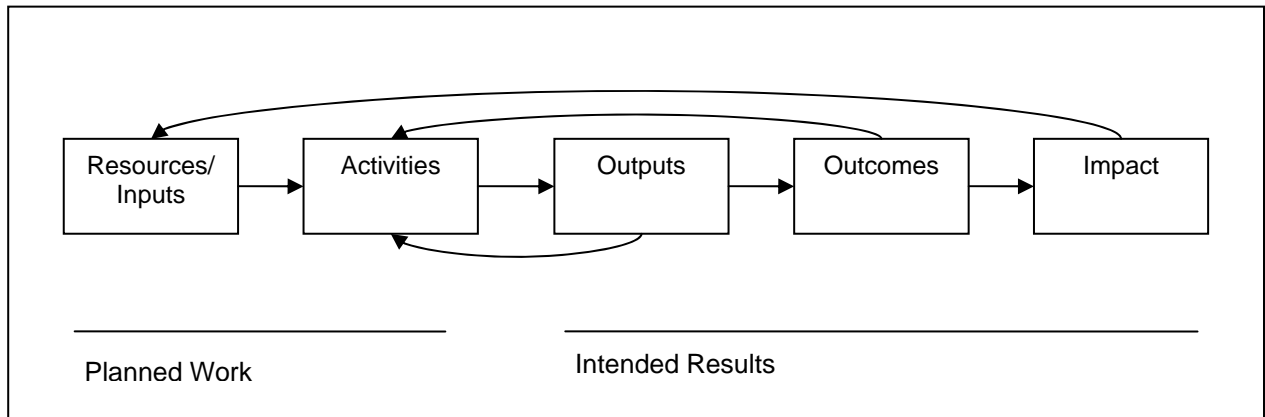 Resources/
Inputs
Activities
Outputs
Outcomes
Impact
Planned Work
Intended Results